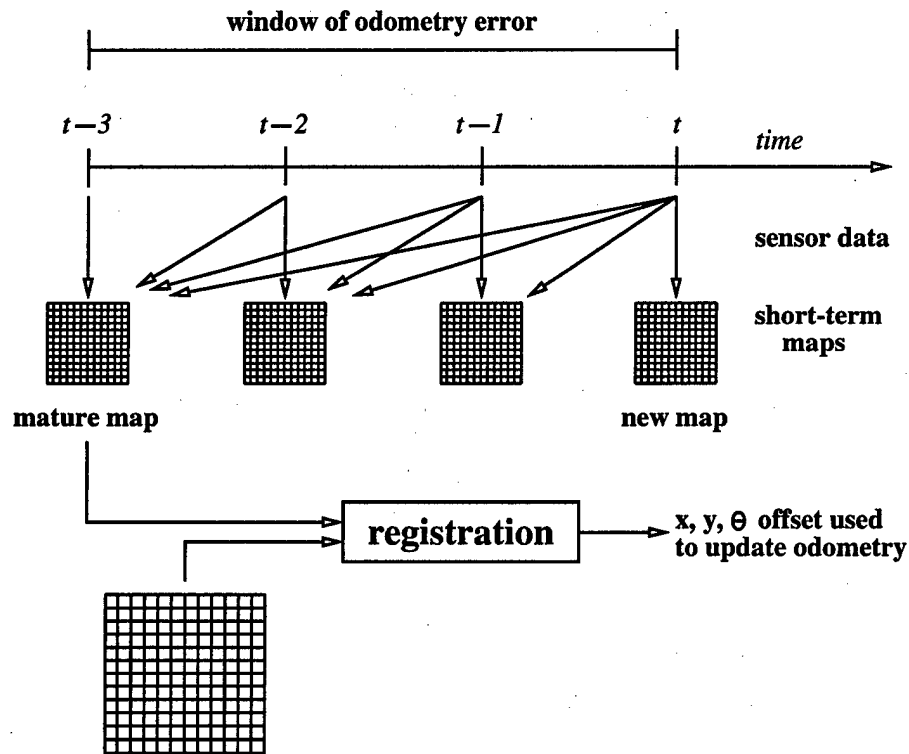 window of odometry error
t−3
t−2
t−1
t
time
sensor data
short-term
maps
mature map
new map
registration
x, y, θ offset used
to update odometry